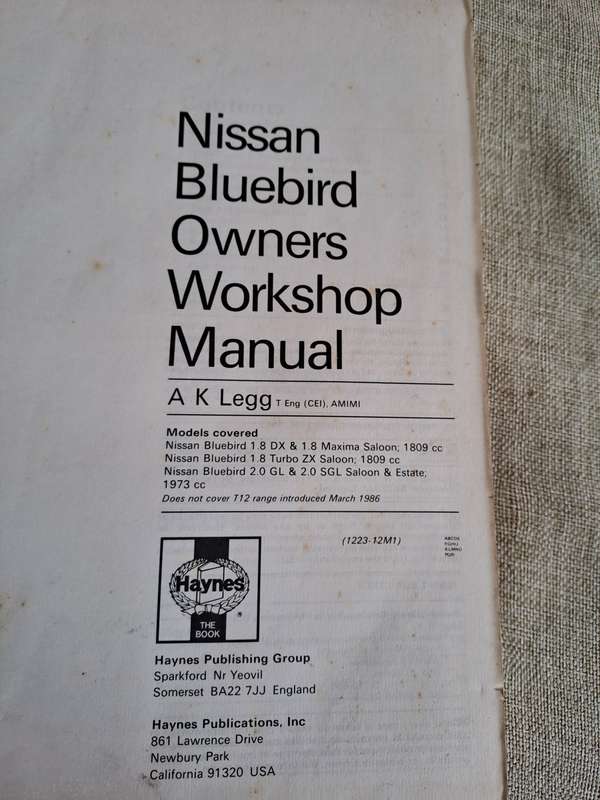 Nissan
Bluebird
Owners
Workshop
Manual
A K Legg T Eng (CEI), AMIMI
Models covered
Nissan Bluebird 1.8 DX & 1.8 Maxima Saloon; 1809 cc
Nissan Bluebird 1.8 Turbo ZX Saloon; 1809 cc
Nissan Bluebird 2.0 GL & 2.0 SGL Saloon & Estate;
1973 cc
Does not cover T12 range introduced March 1986
(1223-12M1)
ABCDE
FGHIJ
KLMNO
PQR
Haynes
®
THE
BOOK
Haynes Publishing Group
Sparkford Nr Yeovil
Somerset BA22 7JJ England
Haynes Publications, Inc
861 Lawrence Drive
Newbury Park
California 91320 USA